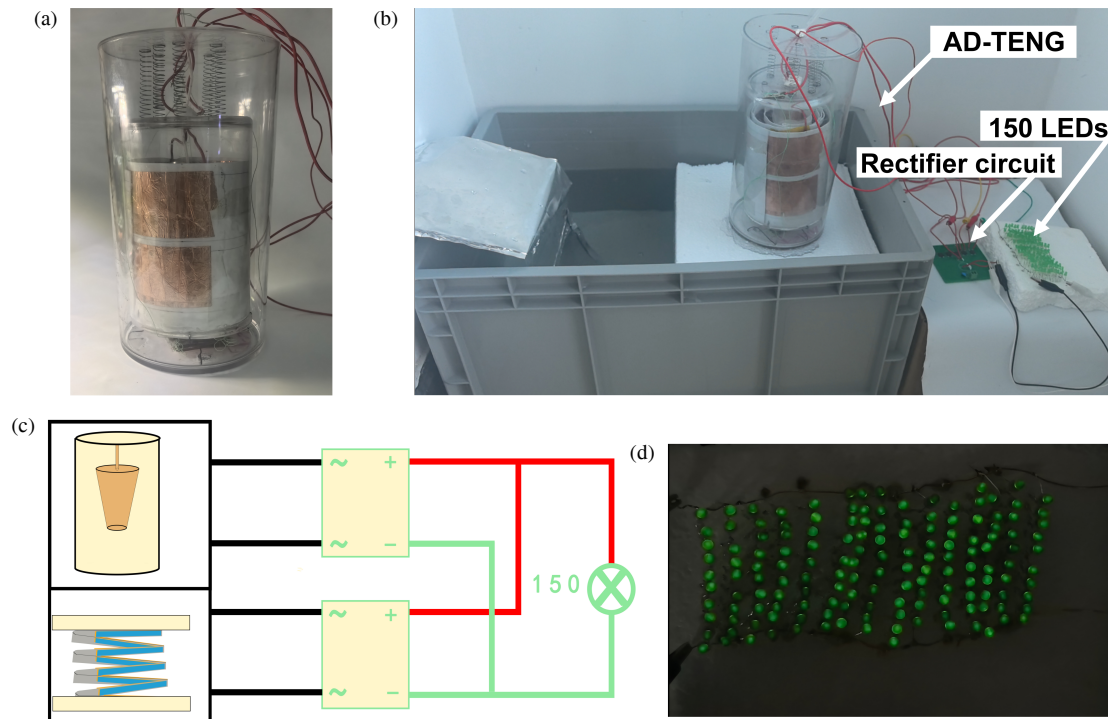 (a)
(b)
AD-TENG
150 LEDs
Rectifier circuit
(c)
~ +
~ −
150
~ +
~ −
(d)